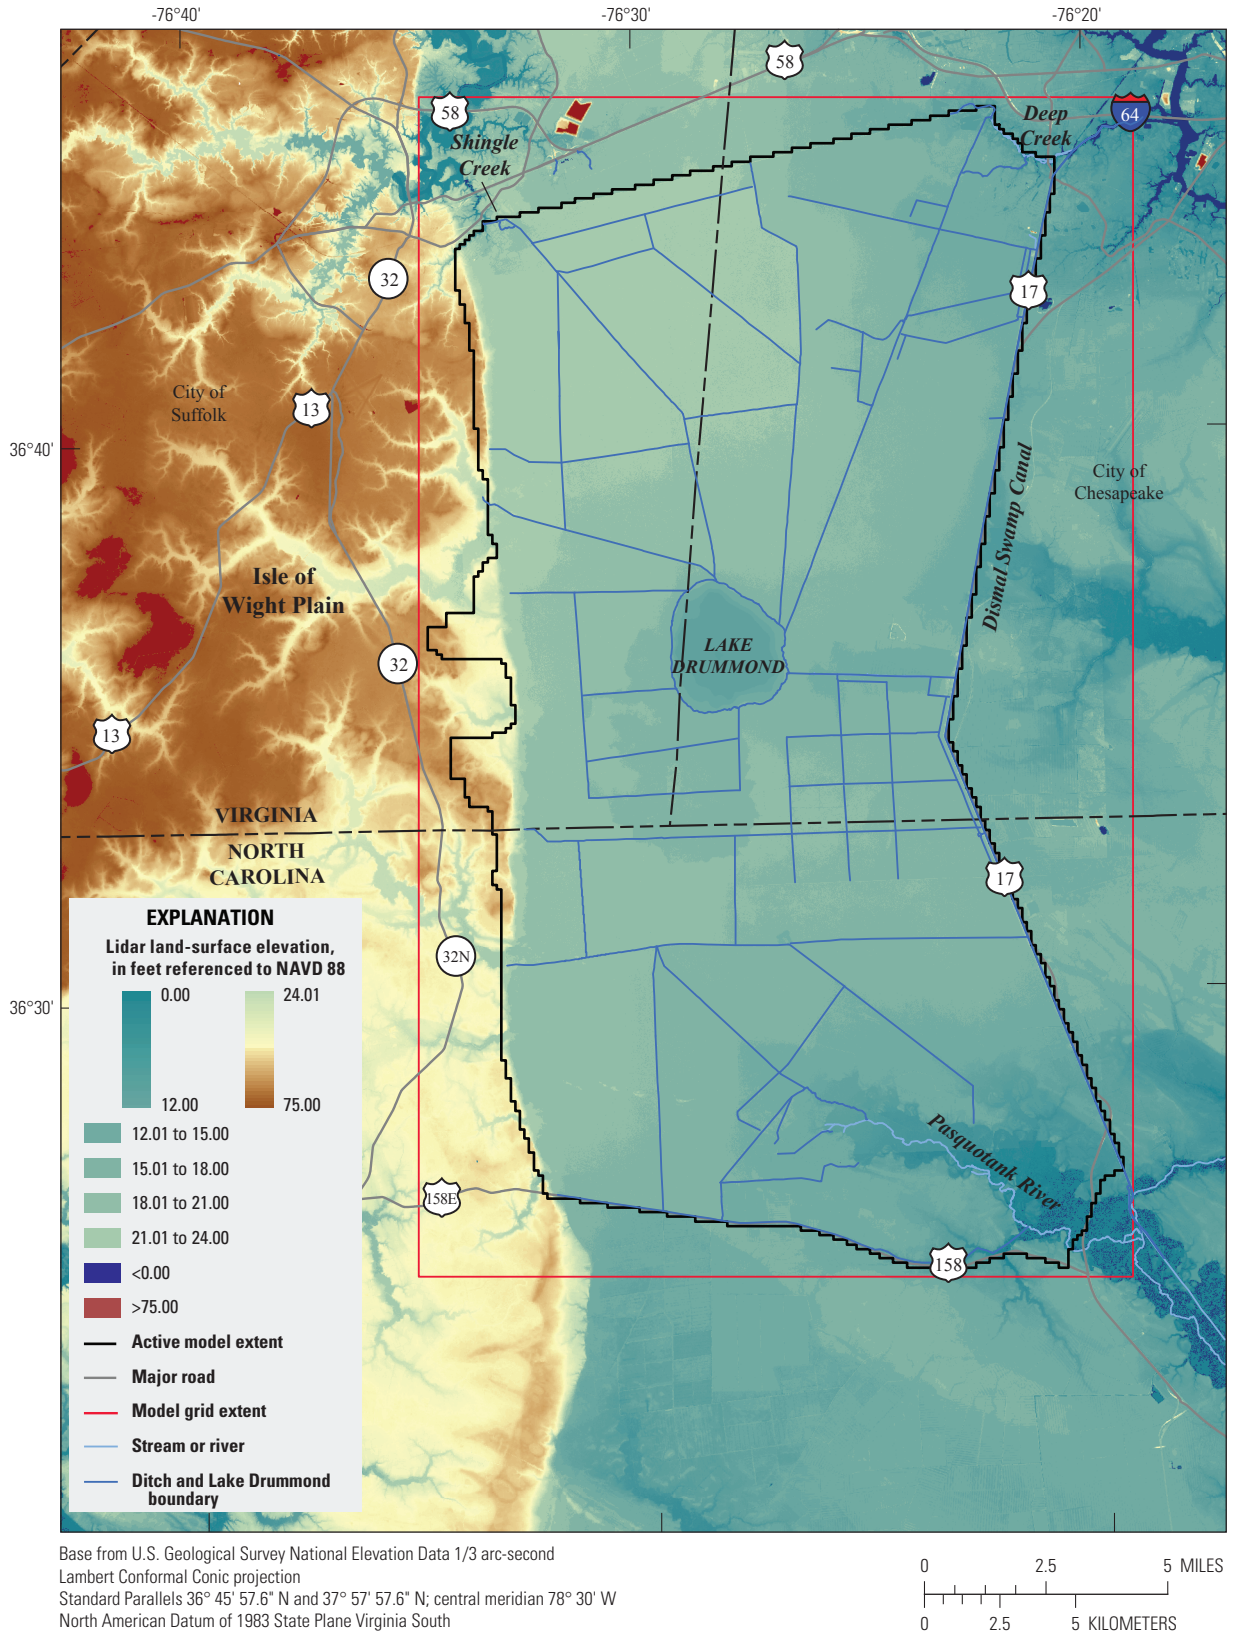 -76°40'
-76°30'
-76°20'
58
58
Shingle
Creek
Deep
Creek
64
32
17
City of
Suffolk
13
36°40'
City of
Chesapeake
Dismal Swamp Canal
Isle of
Wight Plain
LAKE
DRUMMOND
32
13
VIRGINIA
NORTH
CAROLINA
17
32N
36°30'
Pasquotank River
158E
158
EXPLANATION
Lidar land-surface elevation,
in feet referenced to NAVD 88
0.00
24.01
12.00
75.00
12.01 to 15.00
15.01 to 18.00
18.01 to 21.00
21.01 to 24.00
<0.00
>75.00
Active model extent
Major road
Model grid extent
Stream or river
Ditch and Lake Drummond
boundary
Base from U.S. Geological Survey National Elevation Data 1/3 arc-second
Lambert Conformal Conic projection
Standard Parallels 36° 45' 57.6" N and 37° 57' 57.6" N; central meridian 78° 30' W
North American Datum of 1983 State Plane Virginia South
0 2.5 5 MILES
0 2.5 5 KILOMETERS